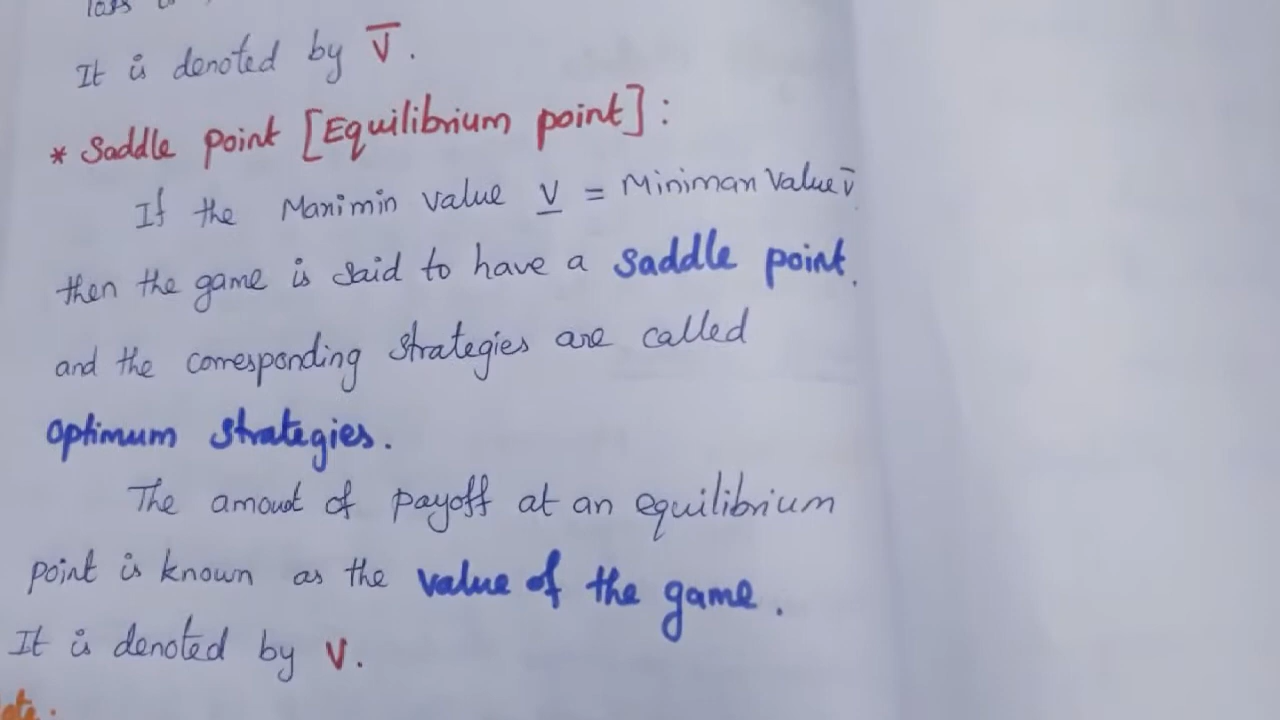 It is denoted by V̅.
* Saddle point [Equilibrium point] :
If the Maximin value V̲ = Miniman Value v̅
then the game is said to have a saddle point.
and the corresponding strategies are called
optimum strategies.
The amout of payoff at an equilibrium
point is known as the value of the game.
It is denoted by V.